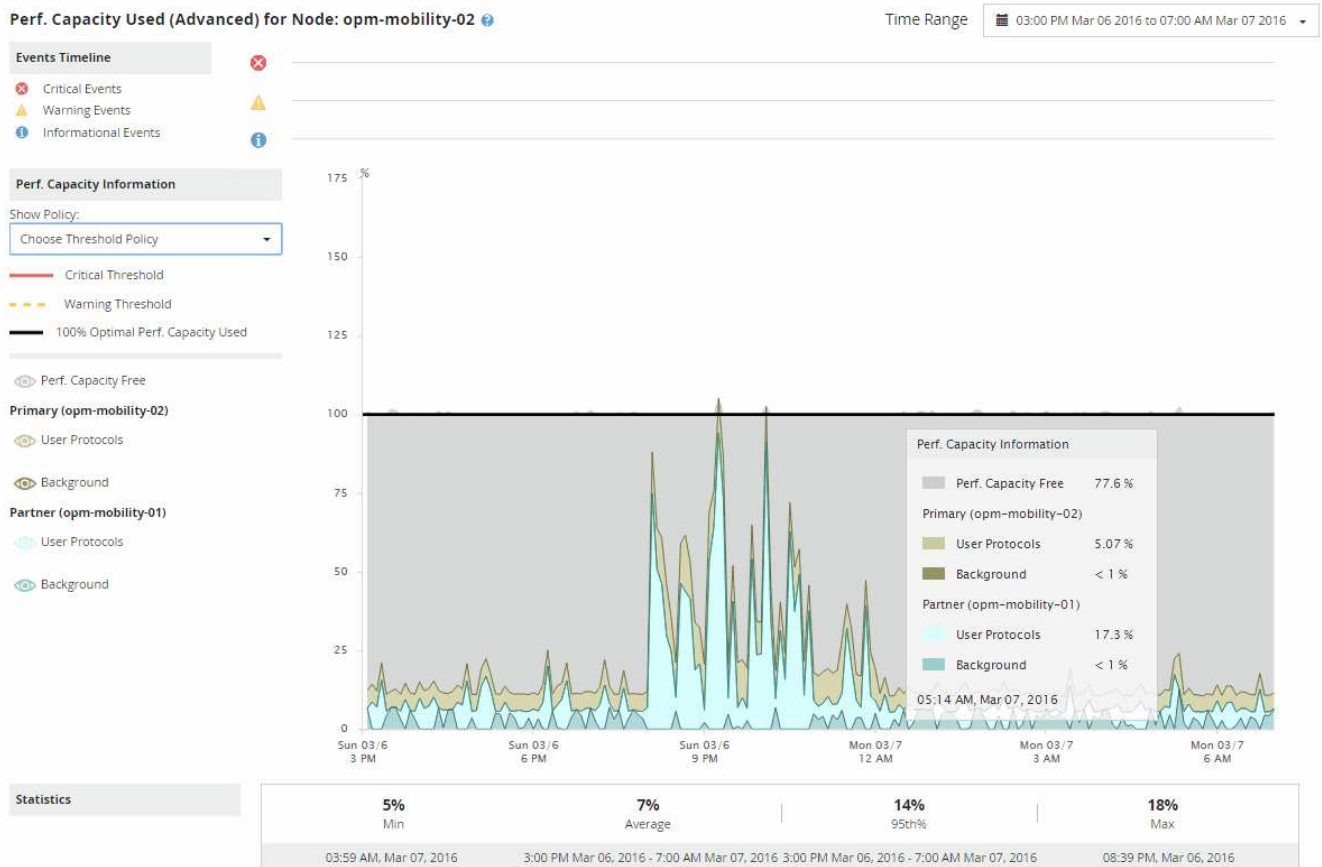 Perf. Capacity Used (Advanced) for Node: opm-mobility-02
Time Range
03:00 PM Mar 06 2016 to 07:00 AM Mar 07 2016
Events Timeline
Critical Events
Warning Events
Informational Events
Perf. Capacity Information
Show Policy:
Choose Threshold Policy
Critical Threshold
Warning Threshold
100% Optimal Perf. Capacity Used
Perf. Capacity Free
Primary (opm-mobility-02)
User Protocols
Background
Partner (opm-mobility-01)
User Protocols
Background
%
175
150
125
100
75
50
25
0
Sun 03/6 3 PM
Sun 03/6 6 PM
Sun 03/6 9 PM
Mon 03/7 12 AM
Mon 03/7 3 AM
Mon 03/7 6 AM
Perf. Capacity Information
Perf. Capacity Free 77.6 %
Primary (opm-mobility-02)
User Protocols 5.07 %
Background < 1 %
Partner (opm-mobility-01)
User Protocols 17.3 %
Background < 1 %
05:14 AM, Mar 07, 2016
Statistics
5% Min
7% Average
14% 95th%
18% Max
03:59 AM, Mar 07, 2016
3:00 PM Mar 06, 2016 - 7:00 AM Mar 07, 2016
3:00 PM Mar 06, 2016 - 7:00 AM Mar 07, 2016
08:39 PM, Mar 06, 2016